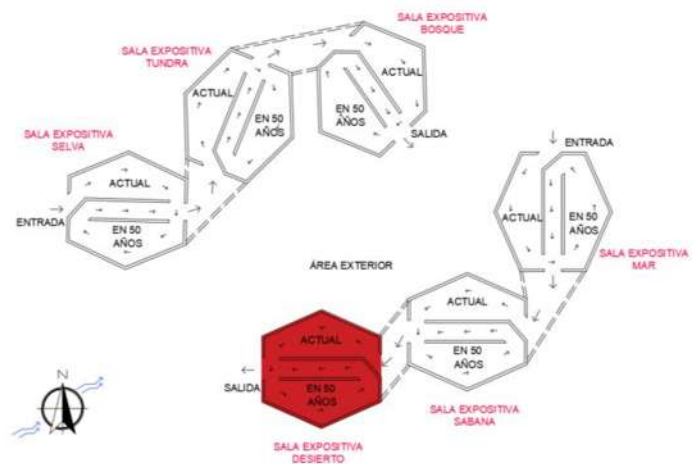 SALA EXPOSITIVA
BOSQUE
SALA EXPOSITIVA
TUNDRA
ACTUAL
ACTUAL
EN 50
AÑOS
EN 50
AÑOS
SALIDA
SALA EXPOSITIVA
SELVA
ACTUAL
ENTRADA
EN 50
AÑOS
ENTRADA
ACTUAL
EN 50
AÑOS
SALA EXPOSITIVA
MAR
ÁREA EXTERIOR
ACTUAL
EN 50
AÑOS
SALA EXPOSITIVA
SABANA
ACTUAL
SALIDA
EN 50
AÑOS
SALA EXPOSITIVA
DESIERTO
N